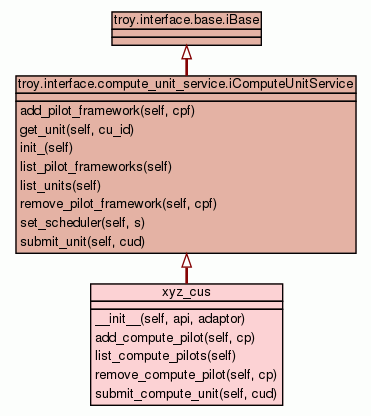 troy.interface.base.iBase
troy.interface.compute_unit_service.iComputeUnitService
add_pilot_framework(self, cpf)
get_unit(self, cu_id)
init_(self)
list_pilot_frameworks(self)
list_units(self)
remove_pilot_framework(self, cpf)
set_scheduler(self, s)
submit_unit(self, cud)
xyz_cus
__init__(self, api, adaptor)
add_compute_pilot(self, cp)
list_compute_pilots(self)
remove_compute_pilot(self, cp)
submit_compute_unit(self, cud)